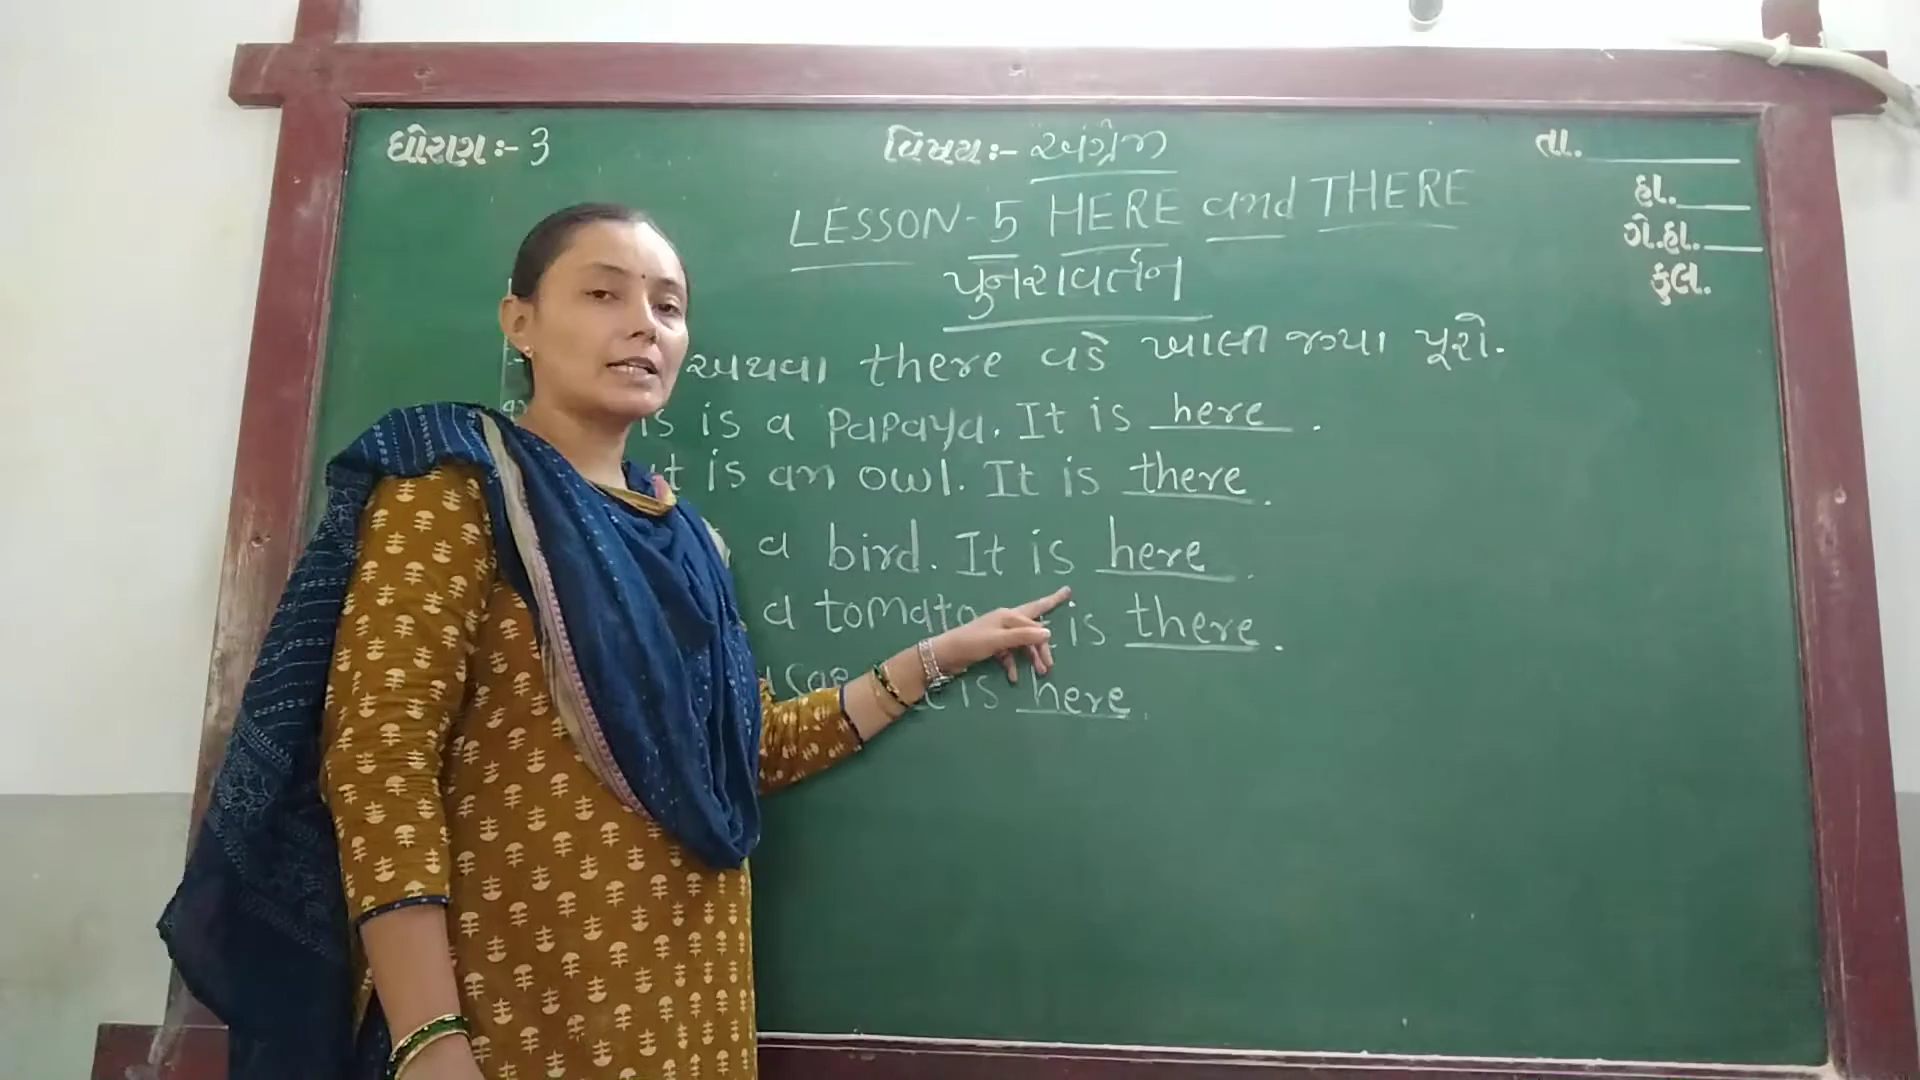 ધોરણ:- 3
વિષય:- અંગ્રેજી
તા.
હા.
ગે.હા.
કુલ.
LESSON-5 HERE and THERE
પુનરાવર્તન
અથવા there વડે ખાલી જગ્યા પૂરો.
is a papaya. It is here.
is an owl. It is there.
a bird. It is here.
a tomato is there.
is here.